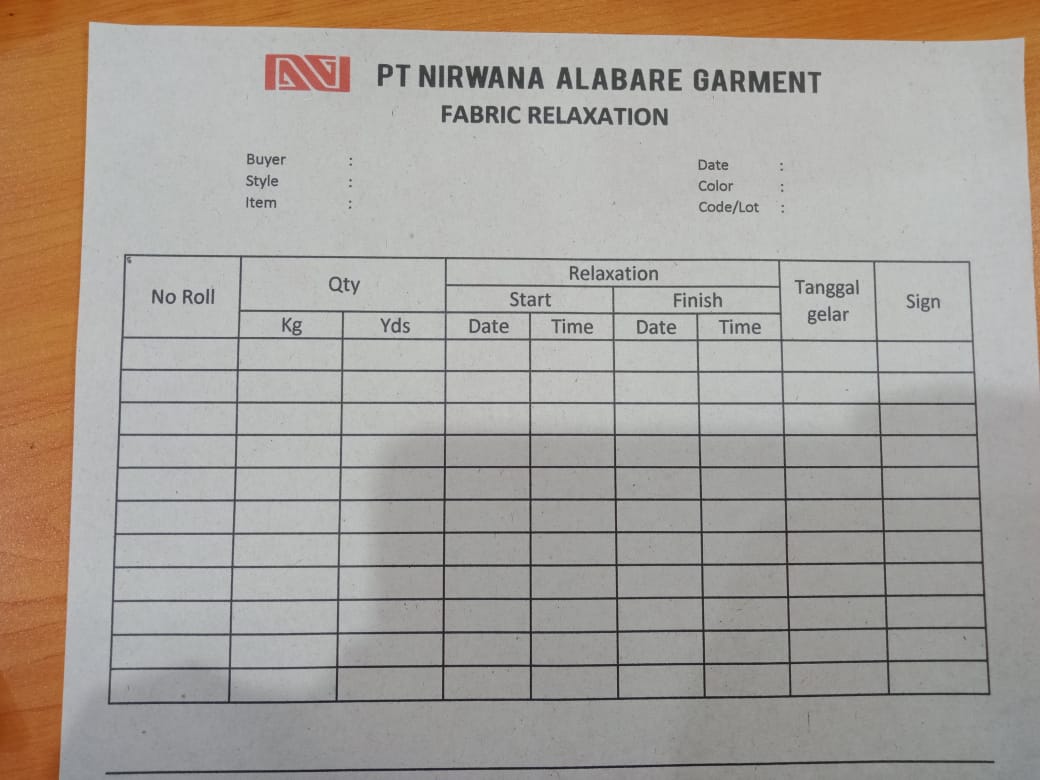 PT NIRWANA ALABARE GARMENT
FABRIC RELAXATION
Buyer :
Style :
Item :
Date :
Color :
Code/Lot :
No Roll
Qty
Kg Yds
Relaxation
Start Finish
Date Time Date Time
Tanggal
gelar
Sign